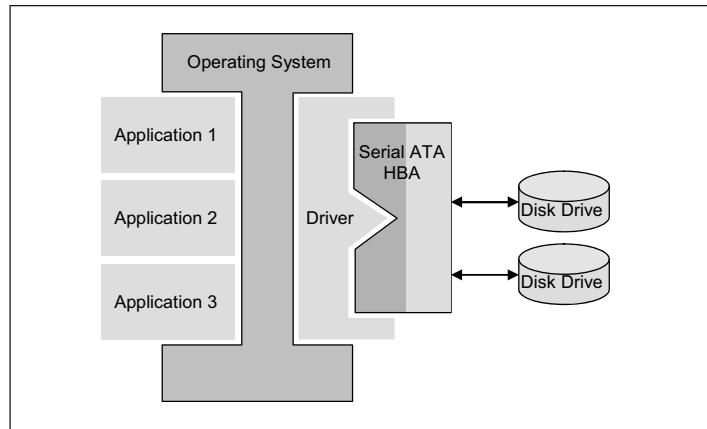 Operating System
Application 1
Application 2
Application 3
Driver
Serial ATA
HBA
Disk Drive
Disk Drive